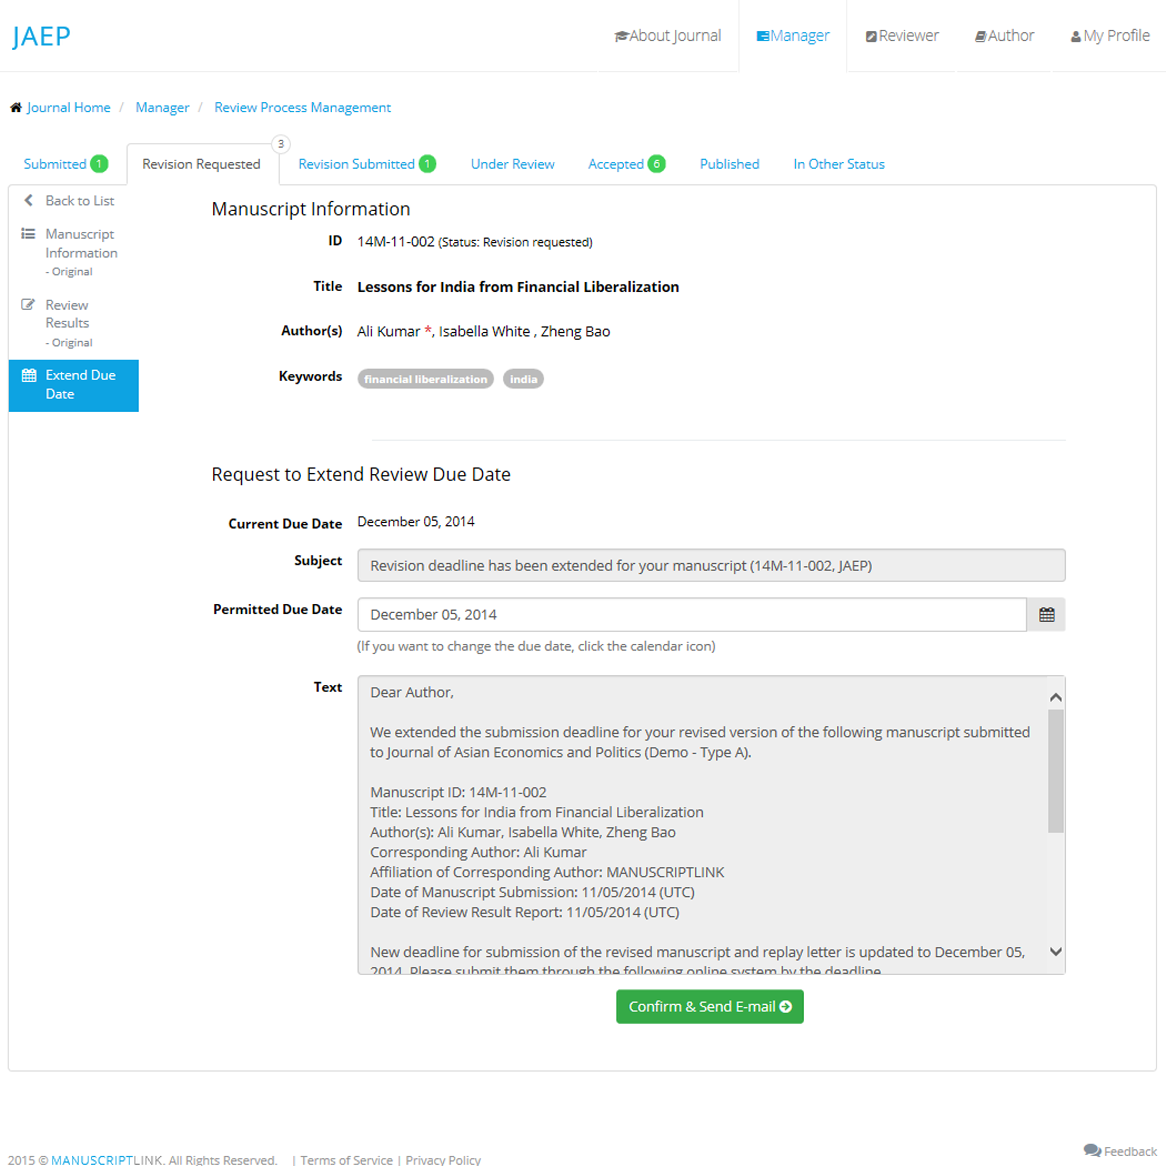 JAEP
About Journal
Manager
Reviewer
Author
My Profile
Journal Home / Manager / Review Process Management
Submitted 1
Revision Requested 3
Revision Submitted 1
Under Review
Accepted 6
Published
In Other Status
Back to List
Manuscript
Information
- Original
Review
Results
- Original
Extend Due
Date
Manuscript Information
ID 14M-11-002 (Status: Revision requested)
Title Lessons for India from Financial Liberalization
Author(s) Ali Kumar *, Isabella White , Zheng Bao
Keywords financial liberalization india
Request to Extend Review Due Date
Current Due Date December 05, 2014
Subject Revision deadline has been extended for your manuscript (14M-11-002, JAEP)
Permitted Due Date December 05, 2014
(If you want to change the due date, click the calendar icon)
Text Dear Author,
We extended the submission deadline for your revised version of the following manuscript submitted
to Journal of Asian Economics and Politics (Demo - Type A).
Manuscript ID: 14M-11-002
Title: Lessons for India from Financial Liberalization
Author(s): Ali Kumar, Isabella White, Zheng Bao
Corresponding Author: Ali Kumar
Affiliation of Corresponding Author: MANUSCRIPTLINK
Date of Manuscript Submission: 11/05/2014 (UTC)
Date of Review Result Report: 11/05/2014 (UTC)
New deadline for submission of the revised manuscript and replay letter is updated to December 05,
2014. Please submit them through the following online system by the deadline
Confirm & Send E-mail
Feedback
2015 © MANUSCRIPTLINK. All Rights Reserved. | Terms of Service | Privacy Policy